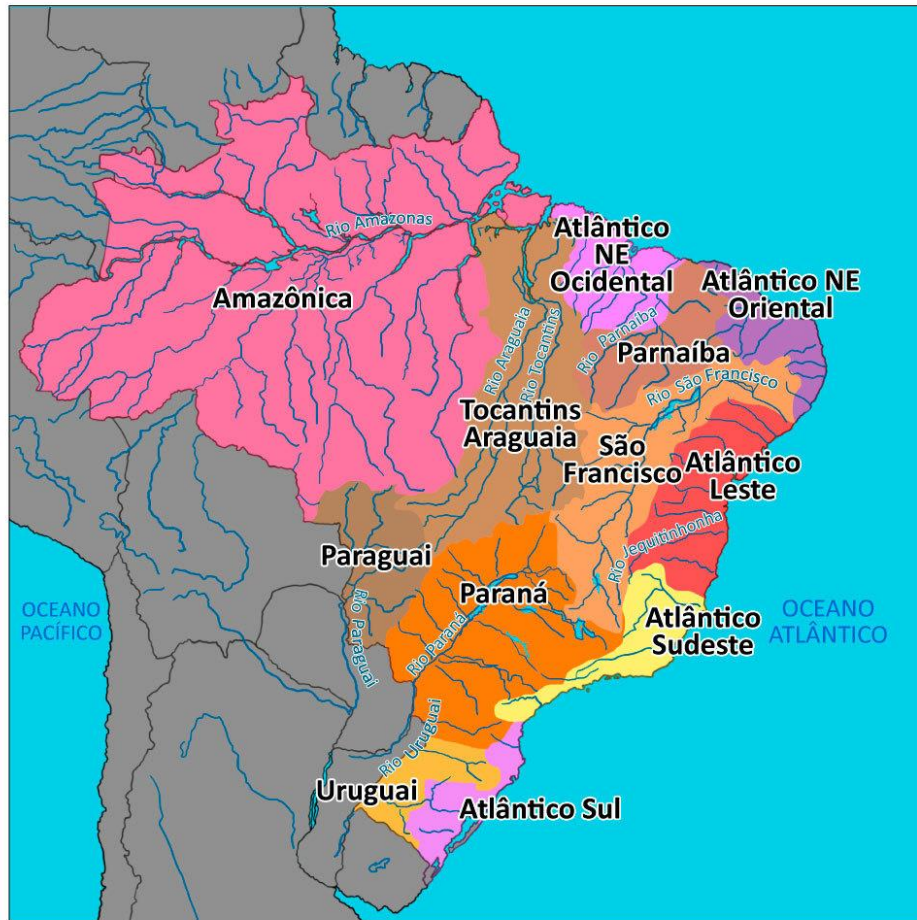 Rio Amazonas
Amazônica
Atlântico
NE
Ocidental
Atlântico NE
Oriental
Rio Parnaíba
Parnaíba
Rio Araguaia
Rio Tocantins
Rio São Francisco
Tocantins
Araguaia
São
Francisco
Atlântico
Leste
Rio Jequitinhonha
Paraguai
Paraná
OCEANO
PACÍFICO
Rio Paraguai
Rio Paraná
Atlântico
Sudeste
OCEANO
ATLÂNTICO
Rio Uruguai
Uruguai
Atlântico Sul